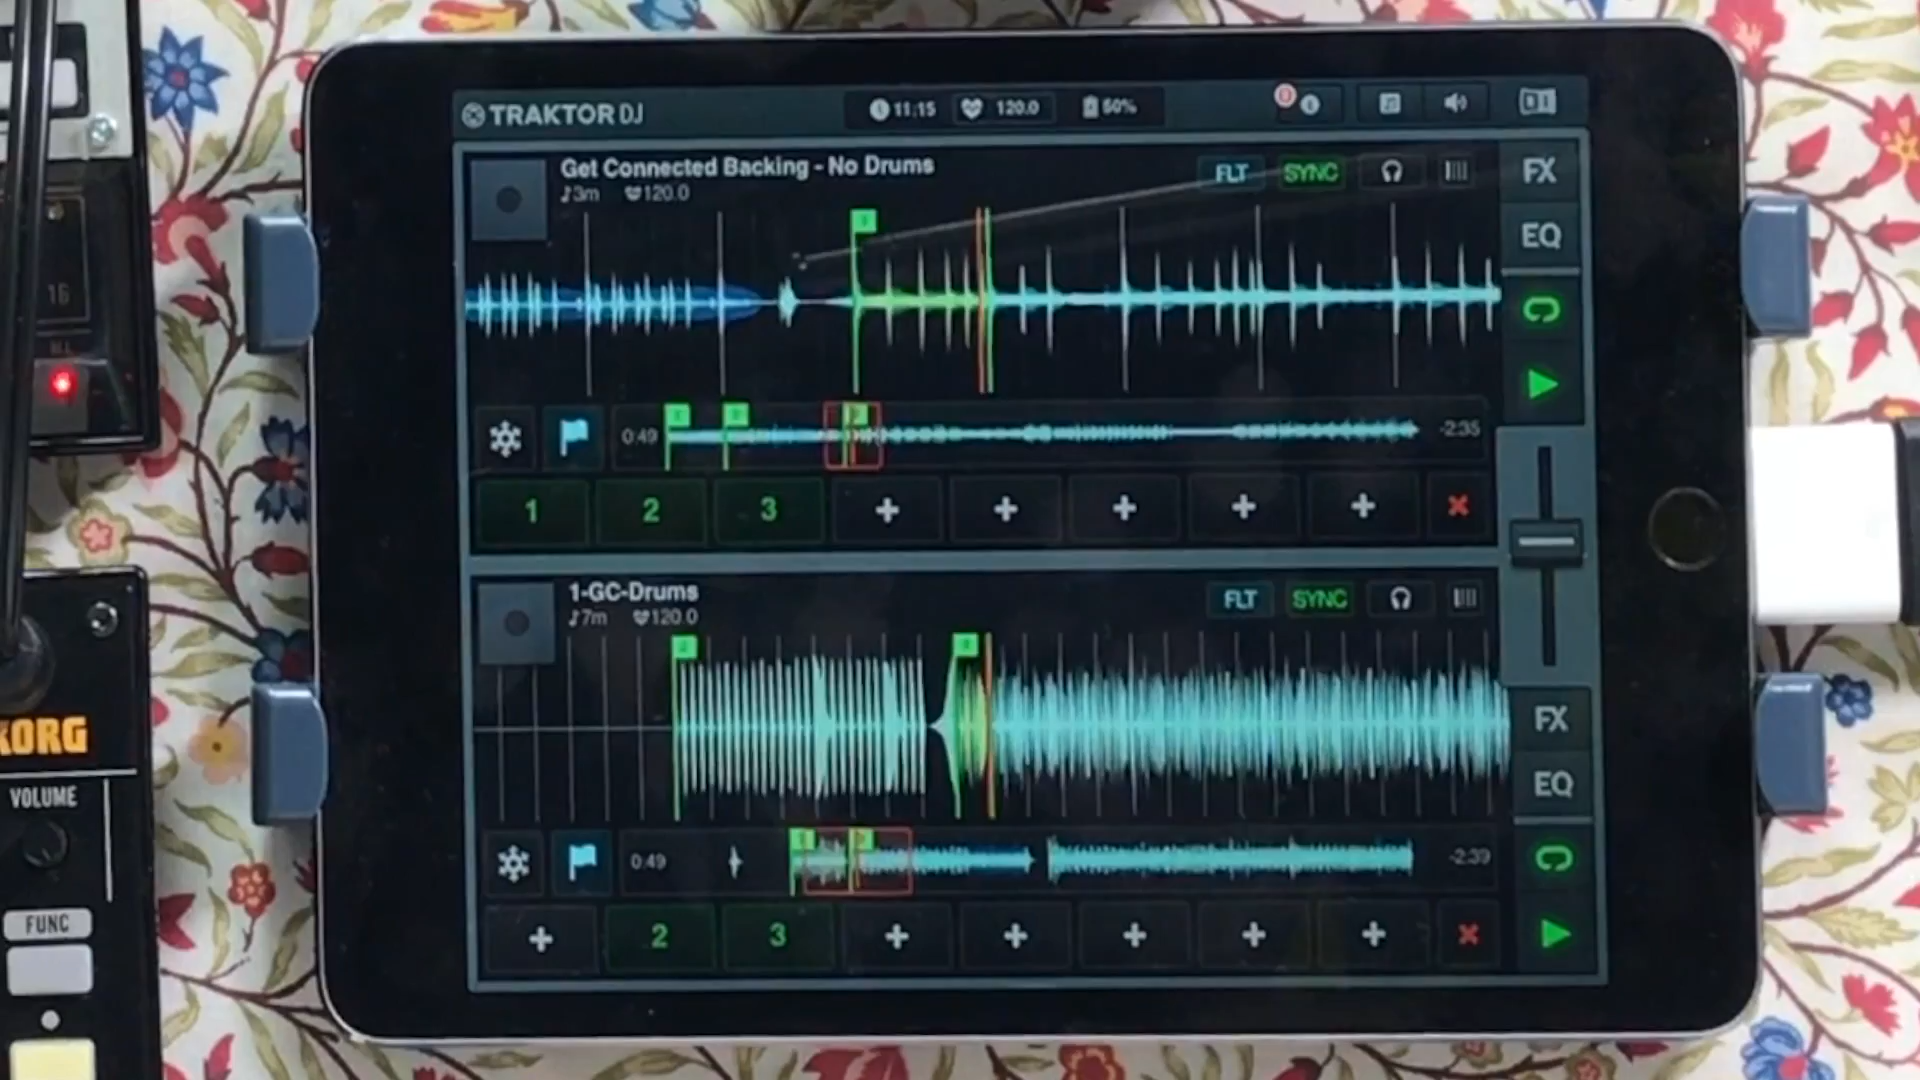 TRAKTOR DJ
11:15
120.0
50%
Get Connected Backing - No Drums
3m
120.0
FLT
SYNC
FX
EQ
0:49
-2:35
1
2
3
1-GC-Drums
7m
120.0
FLT
SYNC
FX
EQ
0:49
-2:39
2
3
16
KORG
VOLUME
FUNC